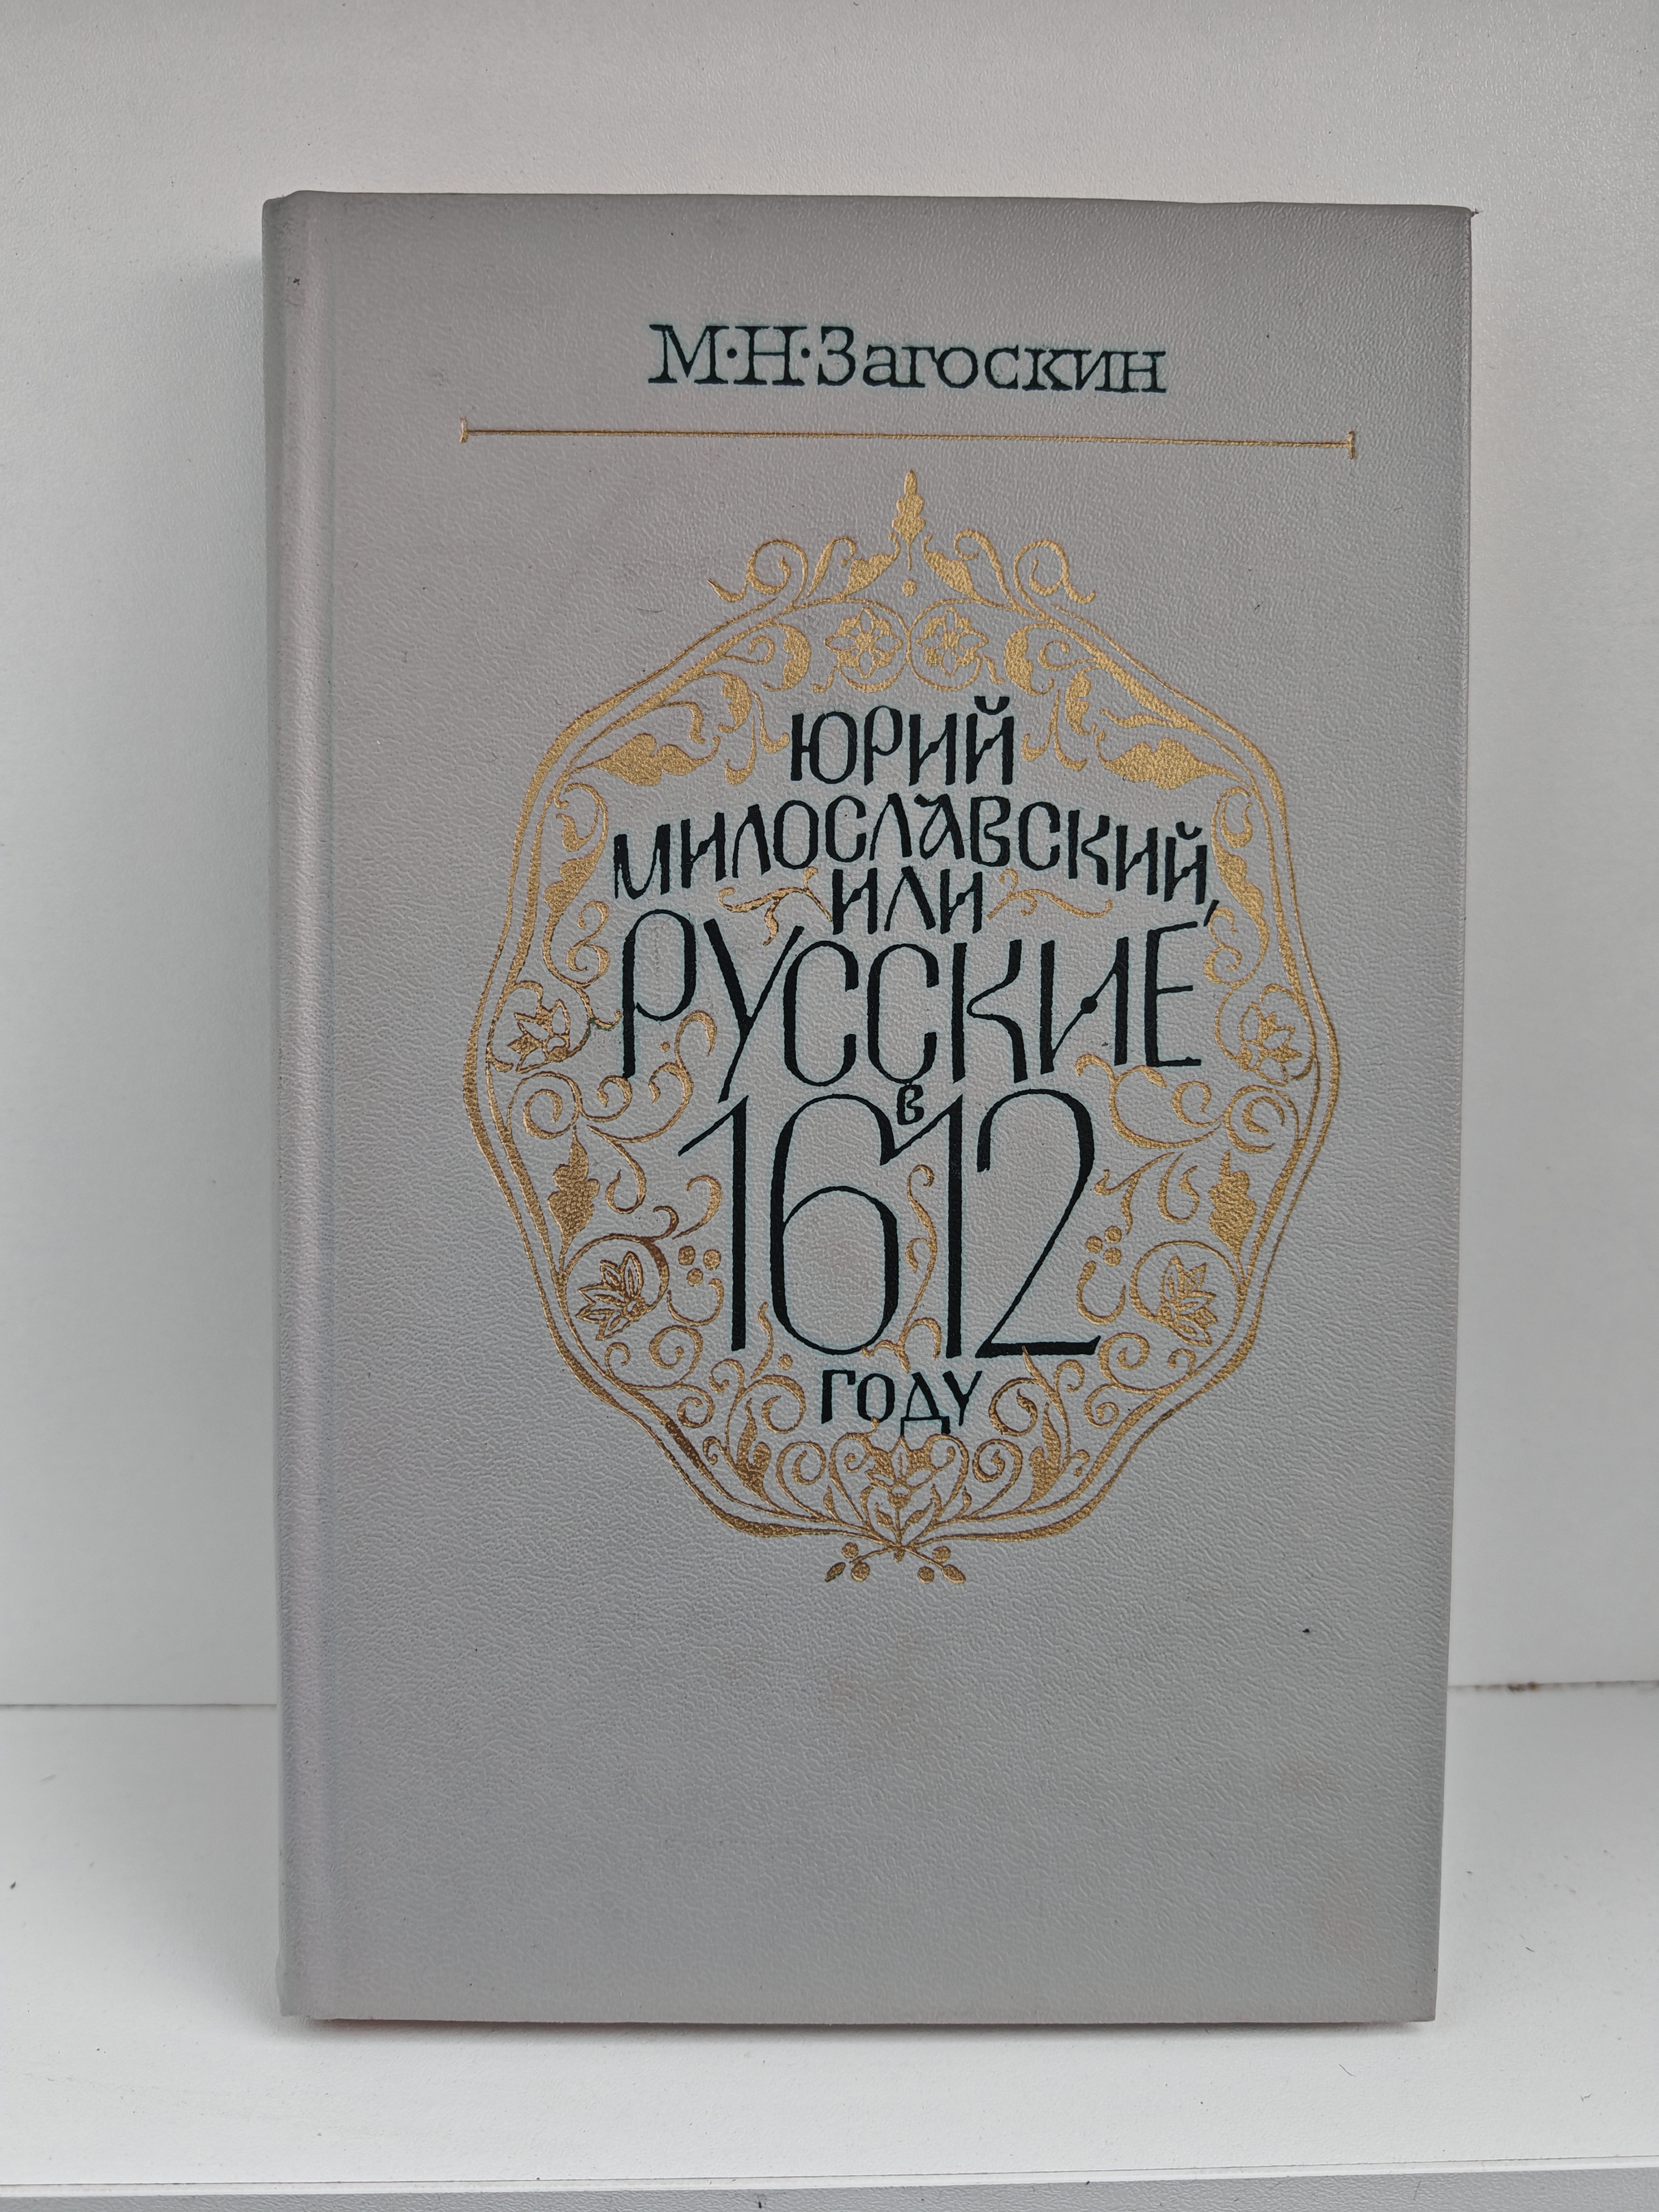 М·Н·Загоскин
ЮРИЙ
МИЛОСЛАВСКИЙ,
ИЛИ
РУССКИЕ
В
1612
ГОДУ